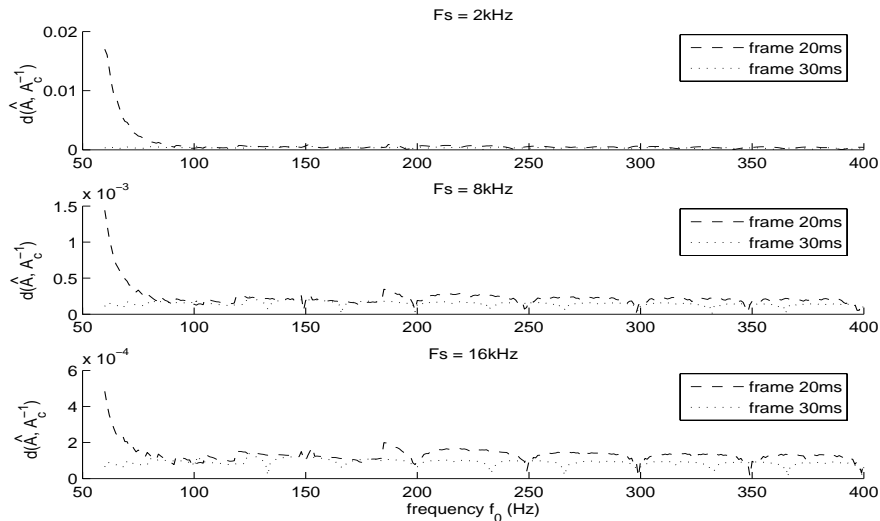 Fs = 2kHz
d(Â, A_c^{-1})
0.02
0.01
0
frame 20ms
frame 30ms
50 100 150 200 250 300 350 400
x 10^{-3}
Fs = 8kHz
d(Â, A_c^{-1})
1.5
1
0.5
0
frame 20ms
frame 30ms
50 100 150 200 250 300 350 400
x 10^{-4}
Fs = 16kHz
d(Â, A_c^{-1})
6
4
2
0
frame 20ms
frame 30ms
50 100 150 200 250 300 350 400
frequency f_0 (Hz)